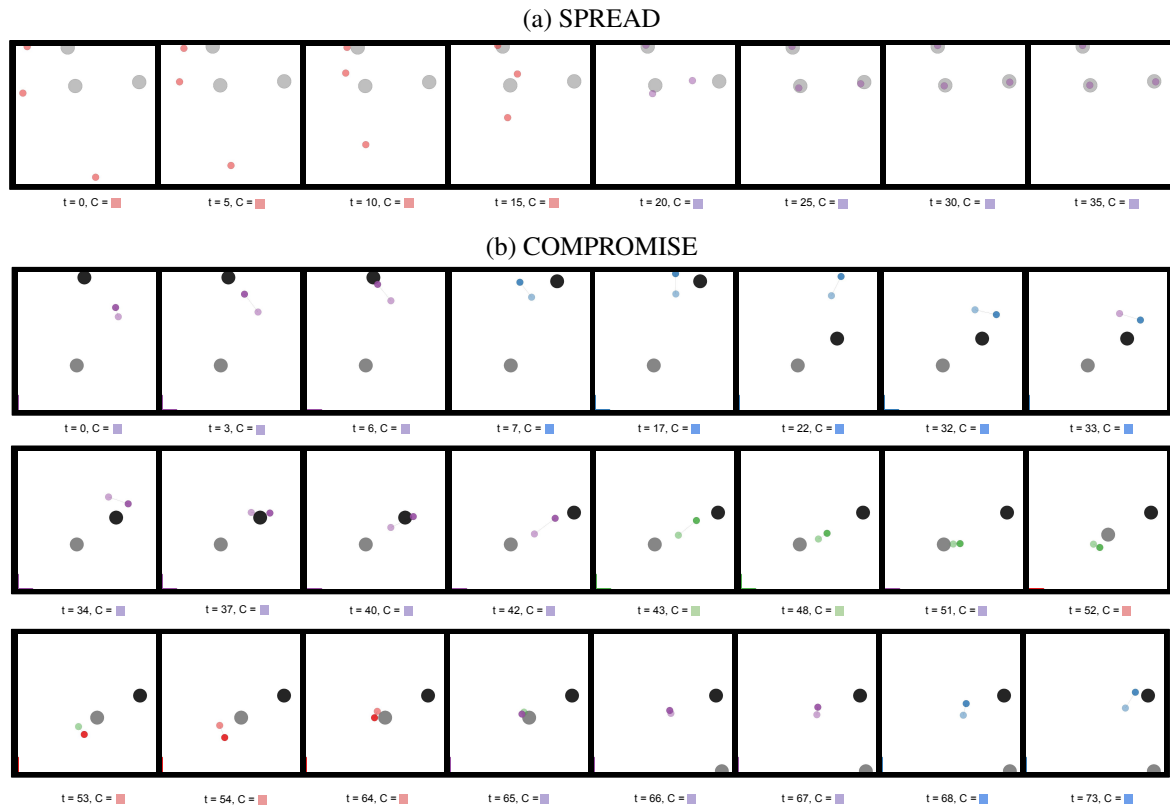 (a) SPREAD
t = 0, C =
t = 5, C =
t = 10, C =
t = 15, C =
t = 20, C =
t = 25, C =
t = 30, C =
t = 35, C =
(b) COMPROMISE
t = 0, C =
t = 3, C =
t = 6, C =
t = 7, C =
t = 17, C =
t = 22, C =
t = 32, C =
t = 33, C =
t = 34, C =
t = 37, C =
t = 40, C =
t = 42, C =
t = 43, C =
t = 48, C =
t = 51, C =
t = 52, C =
t = 53, C =
t = 54, C =
t = 64, C =
t = 65, C =
t = 66, C =
t = 67, C =
t = 68, C =
t = 73, C =